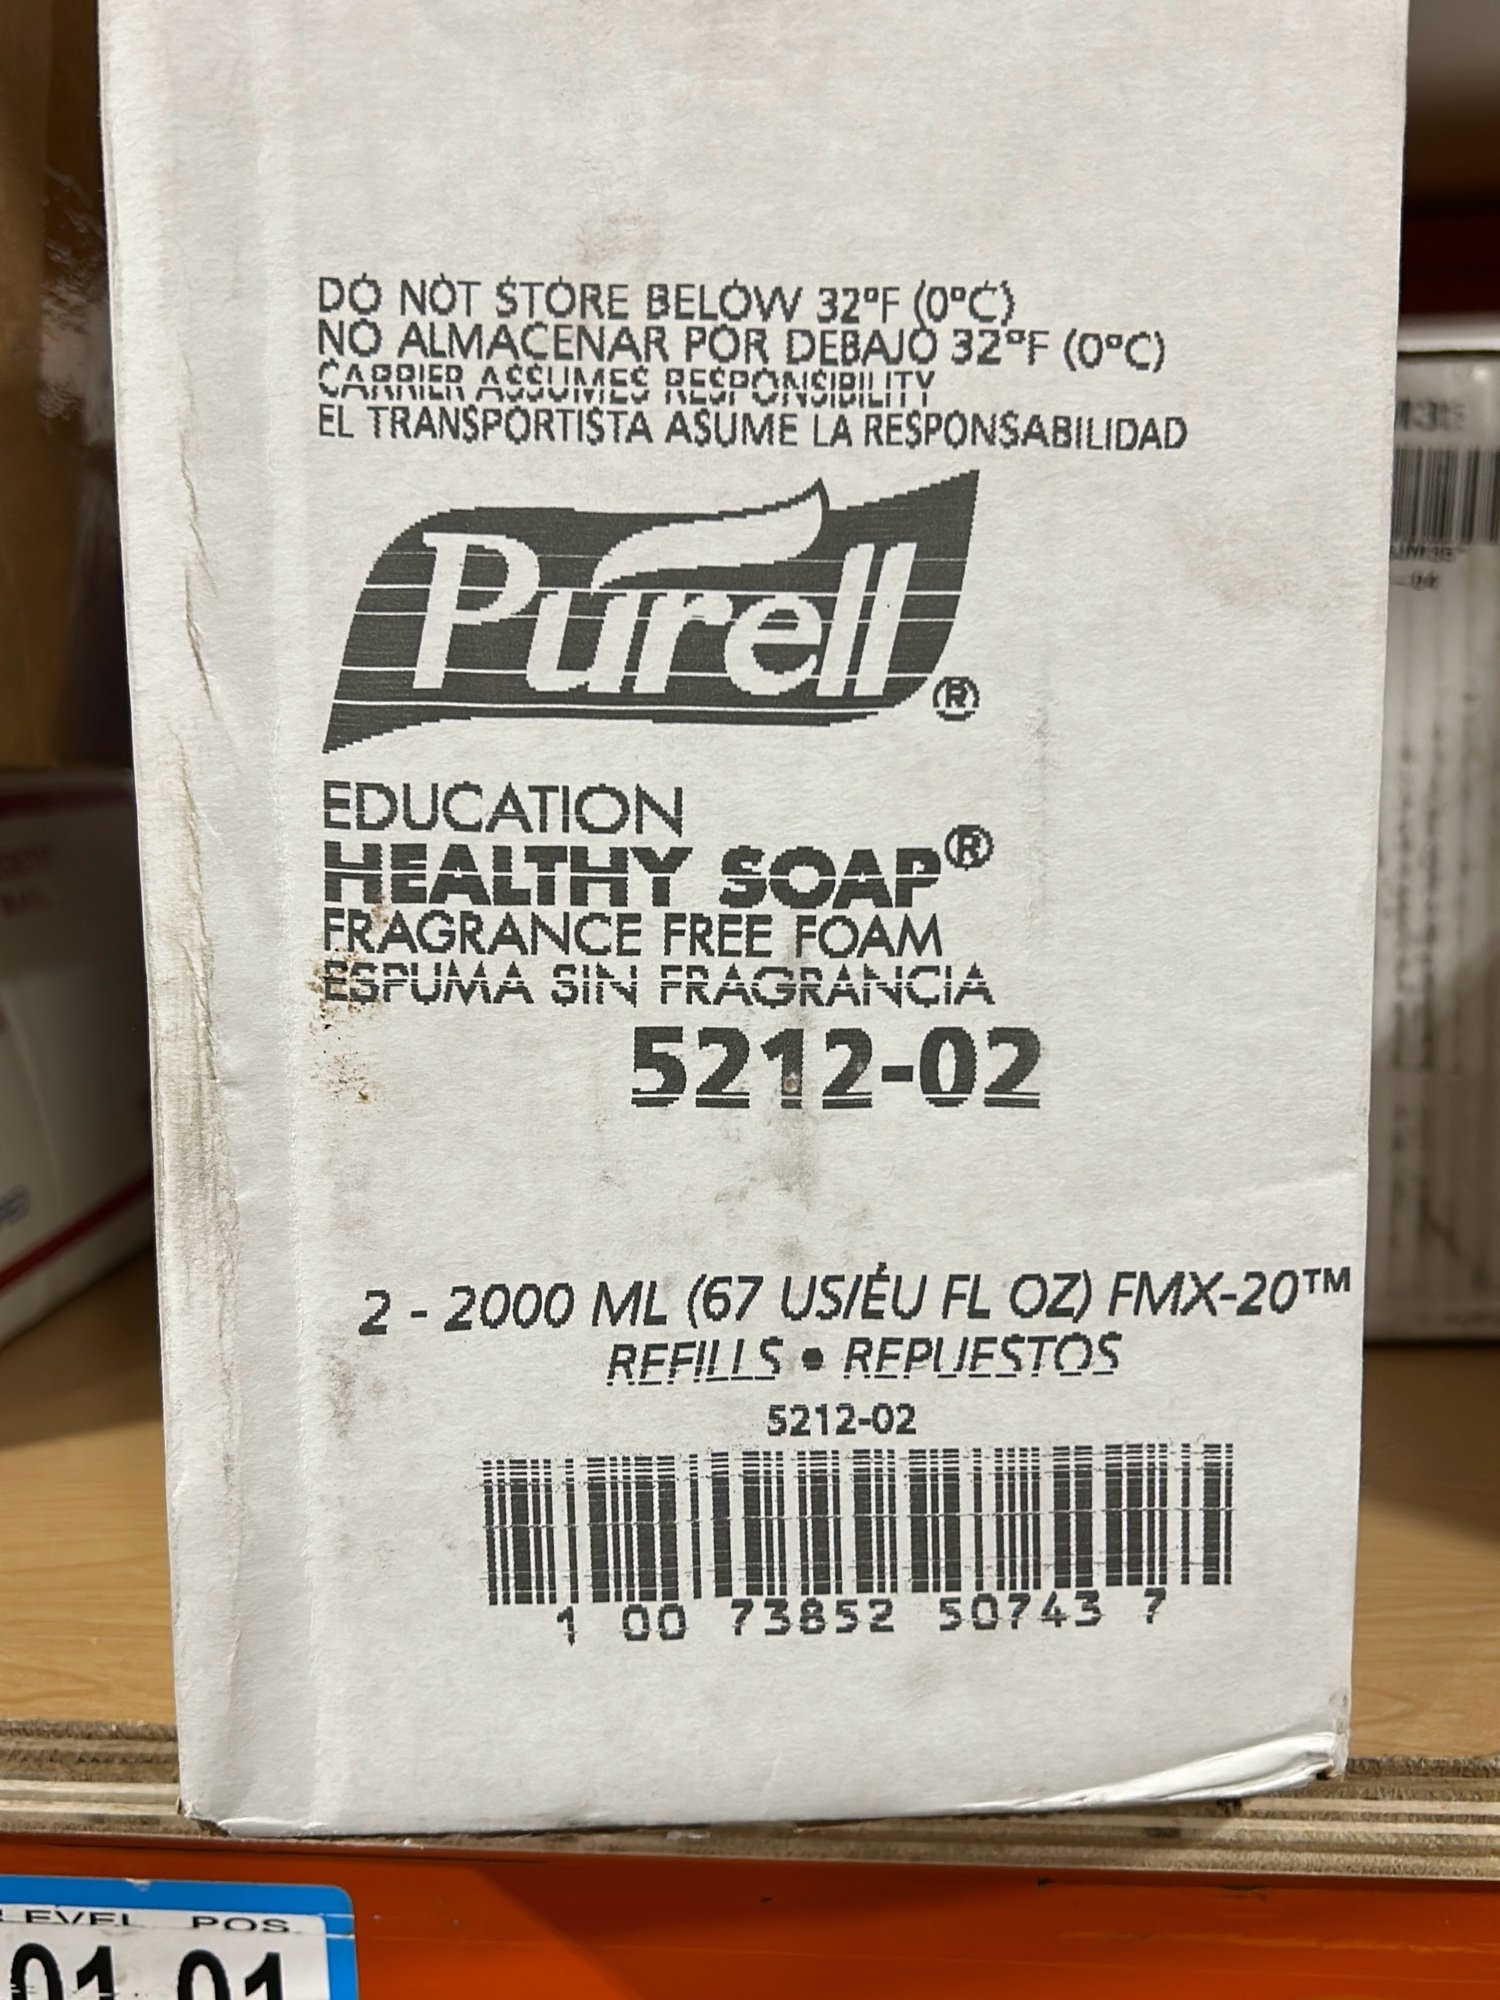 DO NOT STORE BELOW 32°F (0°C)
NO ALMACENAR POR DEBAJO 32°F (0°C)
CARRIER ASSUMES RESPONSIBILITY
EL TRANSPORTISTA ASUME LA RESPONSABILIDAD
Purell®
EDUCATION
HEALTHY SOAP®
FRAGRANCE FREE FOAM
ESPUMA SIN FRAGRANCIA
5212-02
2 - 2000 ML (67 US/ÉU FL OZ) FMX-20™
REFILLS • REPUESTOS
5212-02
1 00 73852 50743 7
LEVEL POS.
01 01